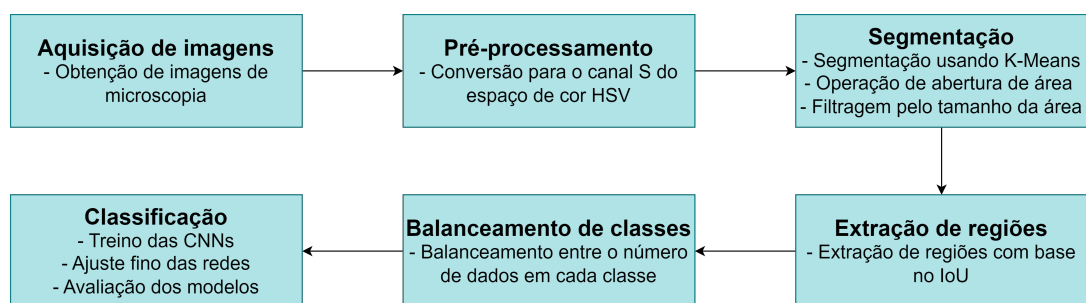 Aquisição de imagens
- Obtenção de imagens de
microscopia
Pré-processamento
- Conversão para o canal S do
espaço de cor HSV
Segmentação
- Segmentação usando K-Means
- Operação de abertura de área
- Filtragem pelo tamanho da área
Extração de regiões
- Extração de regiões com base
no IoU
Balanceamento de classes
- Balanceamento entre o número
de dados em cada classe
Classificação
- Treino das CNNs
- Ajuste fino das redes
- Avaliação dos modelos